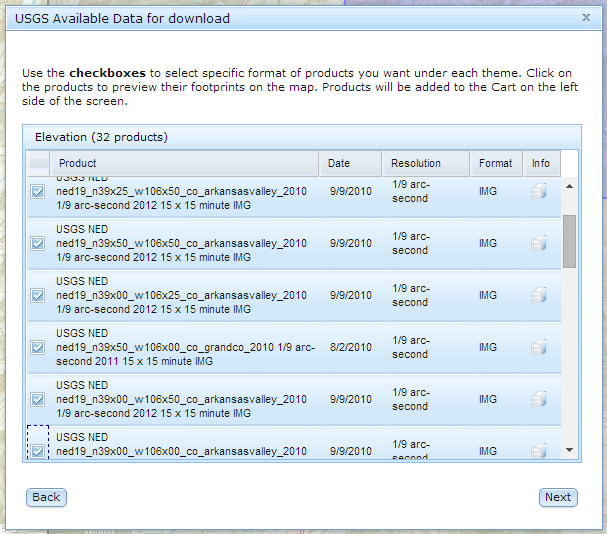 USGS Available Data for download
x
Use the checkboxes to select specific format of products you want under each theme. Click on
the products to preview their footprints on the map. Products will be added to the Cart on the left
side of the screen.
Elevation (32 products)
Product Date Resolution Format Info
USGS NED
ned19_n39x25_w106x50_co_arkansasvalley_2010
1/9 arc-second 2012 15 x 15 minute IMG
9/9/2010
1/9 arc-
second
IMG
USGS NED
ned19_n39x50_w106x50_co_arkansasvalley_2010
1/9 arc-second 2012 15 x 15 minute IMG
9/9/2010
1/9 arc-
second
IMG
USGS NED
ned19_n39x00_w106x25_co_arkansasvalley_2010
1/9 arc-second 2012 15 x 15 minute IMG
9/9/2010
1/9 arc-
second
IMG
USGS NED
ned19_n39x50_w106x00_co_grandco_2010 1/9 arc-
second 2011 15 x 15 minute IMG
8/2/2010
1/9 arc-
second
IMG
USGS NED
ned19_n39x00_w106x50_co_arkansasvalley_2010
1/9 arc-second 2012 15 x 15 minute IMG
9/9/2010
1/9 arc-
second
IMG
USGS NED
ned19_n39x00_w106x00_co_arkansasvalley_2010
9/9/2010
1/9 arc-
second
IMG
Back
Next